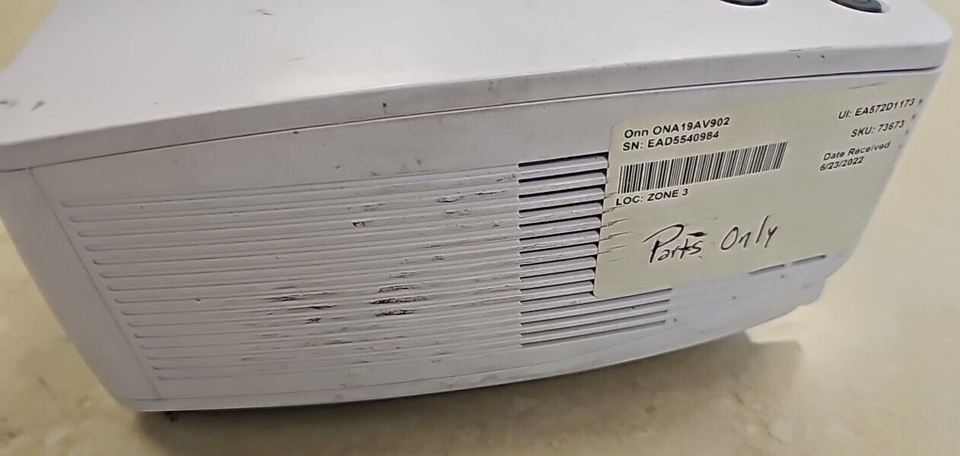 Onn ONA19AV902
SN: EAD5540984
LOC: ZONE 3
UI: EA572D1173
SKU: 73673
Date Received
6/23/2022
Parts Only